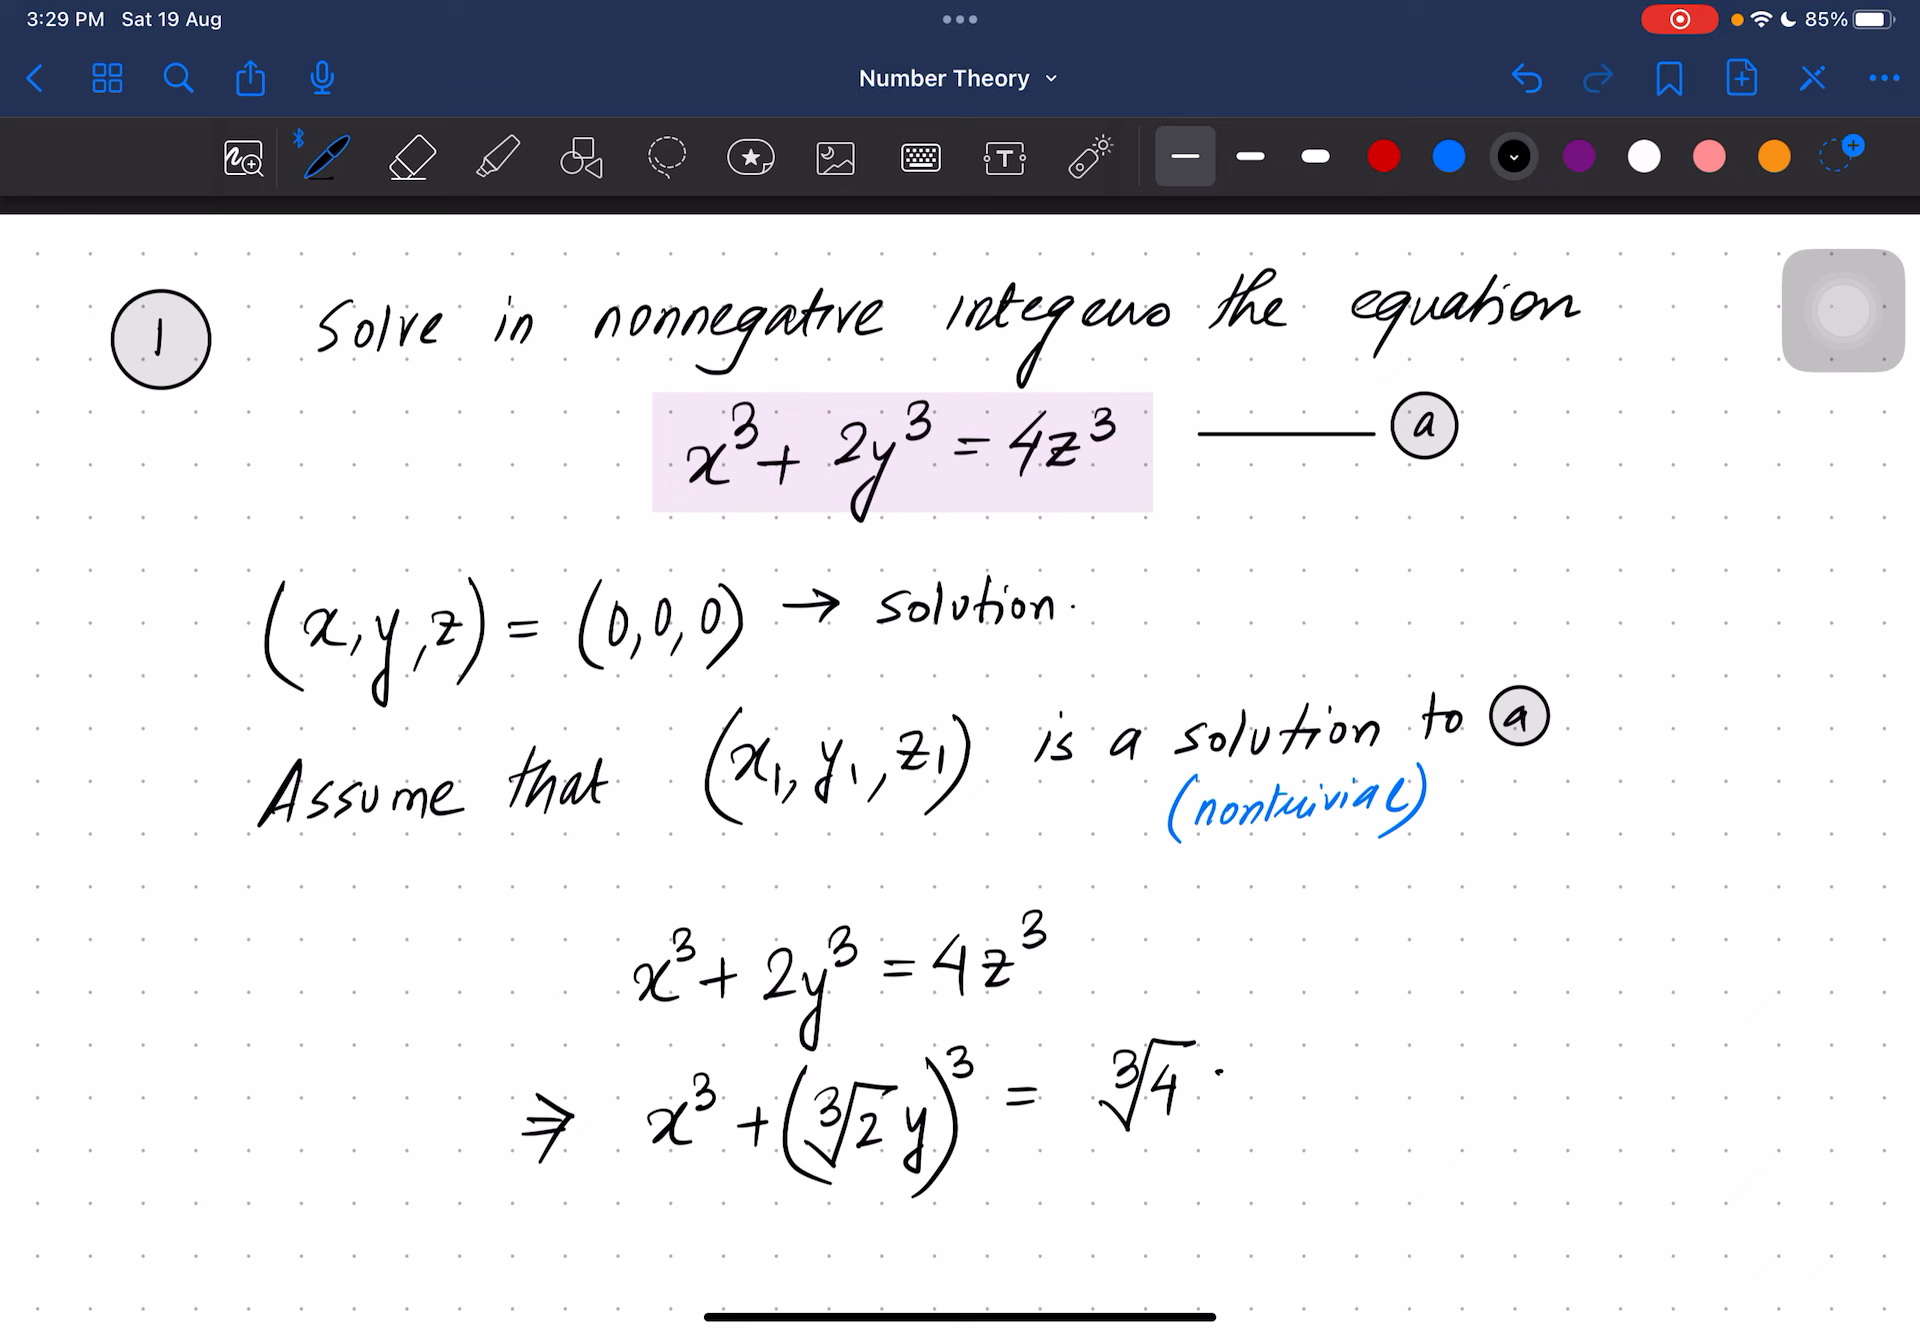 3:29 PM Sat 19 Aug
85%
Number Theory
T
1 Solve in nonnegative integers the equation
x³ + 2y³ = 4z³ —— a
(x, y, z) = (0, 0, 0) → solution.
Assume that (x₁, y₁, z₁) is a solution to a
(nontrivial)
x³ + 2y³ = 4z³
⇒ x³ + (∛2 y)³ = ∛4 ·